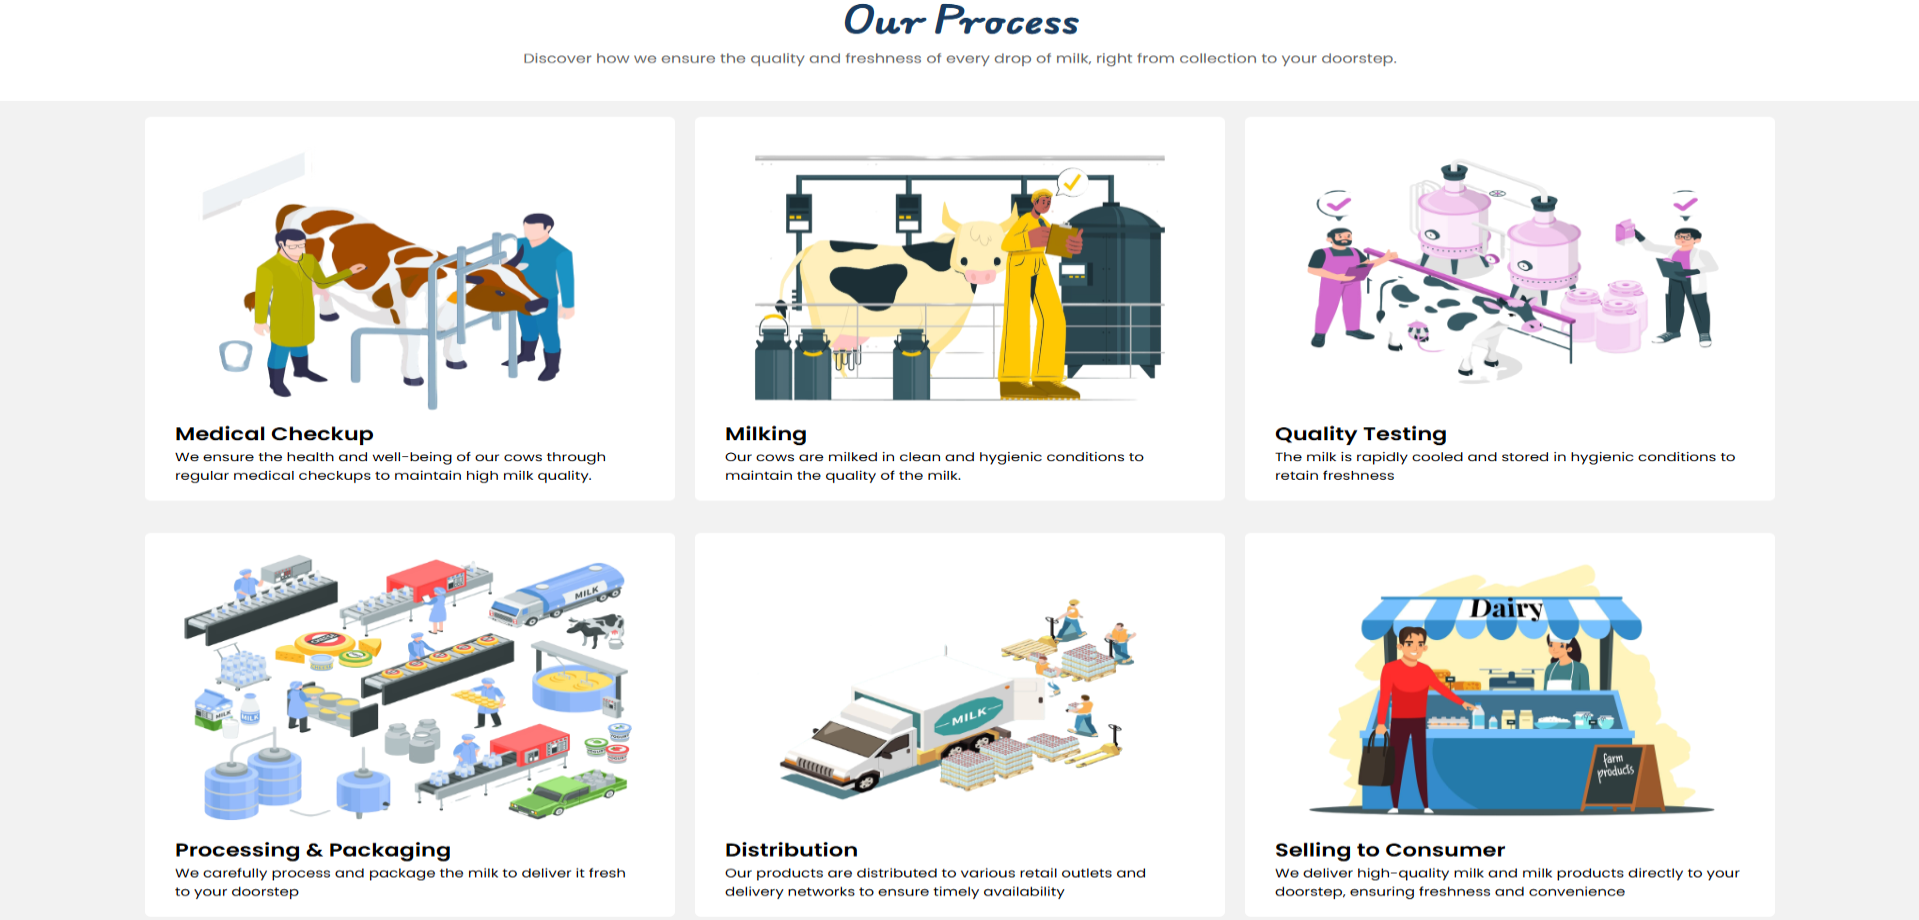 Our Process
Discover how we ensure the quality and freshness of every drop of milk, right from collection to your doorstep.
Medical Checkup
We ensure the health and well-being of our cows through
regular medical checkups to maintain high milk quality.
Milking
Our cows are milked in clean and hygienic conditions to
maintain the quality of the milk.
Quality Testing
The milk is rapidly cooled and stored in hygienic conditions to
retain freshness
MILK
MILK
MILK
Processing & Packaging
We carefully process and package the milk to deliver it fresh
to your doorstep
MILK
Distribution
Our products are distributed to various retail outlets and
delivery networks to ensure timely availability
Dairy
farm
products
Selling to Consumer
We deliver high-quality milk and milk products directly to your
doorstep, ensuring freshness and convenience